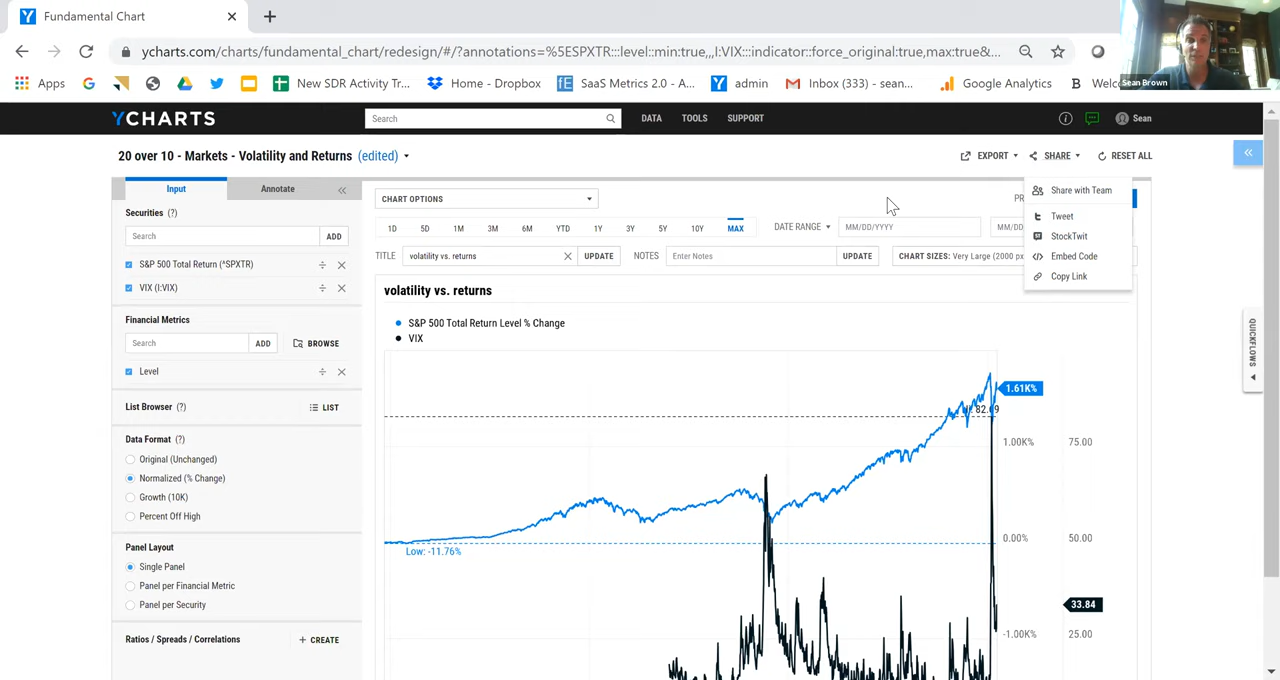 Fundamental Chart
ycharts.com/charts/fundamental_chart/redesign/#/?annotations=%5ESPXTR:::level::min:true,,,I:VIX:::indicator::force_original:true,max:true&...
Apps
New SDR Activity Tr...
Home - Dropbox
SaaS Metrics 2.0 - A...
admin
Inbox (333) - sean...
Google Analytics
Welc
Sean Brown
YCHARTS
Search
DATA
TOOLS
SUPPORT
Sean
20 over 10 - Markets - Volatility and Returns (edited)
EXPORT
SHARE
RESET ALL
Input
Annotate
Securities (?)
Search
ADD
S&P 500 Total Return (^SPXTR)
VIX (I:VIX)
Financial Metrics
Search
ADD
BROWSE
Level
List Browser (?)
LIST
Data Format (?)
Original (Unchanged)
Normalized (% Change)
Growth (10K)
Percent Off High
Panel Layout
Single Panel
Panel per Financial Metric
Panel per Security
Ratios / Spreads / Correlations
+ CREATE
CHART OPTIONS
PR
Share with Team
Tweet
StockTwit
Embed Code
Copy Link
1D
5D
1M
3M
6M
YTD
1Y
3Y
5Y
10Y
MAX
DATE RANGE
MM/DD/YYYY
MM/DD
TITLE
volatility vs. returns
UPDATE
NOTES
Enter Notes
UPDATE
CHART SIZES: Very Large (2000 px
volatility vs. returns
S&P 500 Total Return Level % Change
VIX
1.61K%
1.00K%
75.00
0.00%
50.00
Low: -11.76%
33.84
-1.00K%
25.00
QUICKFLOWS